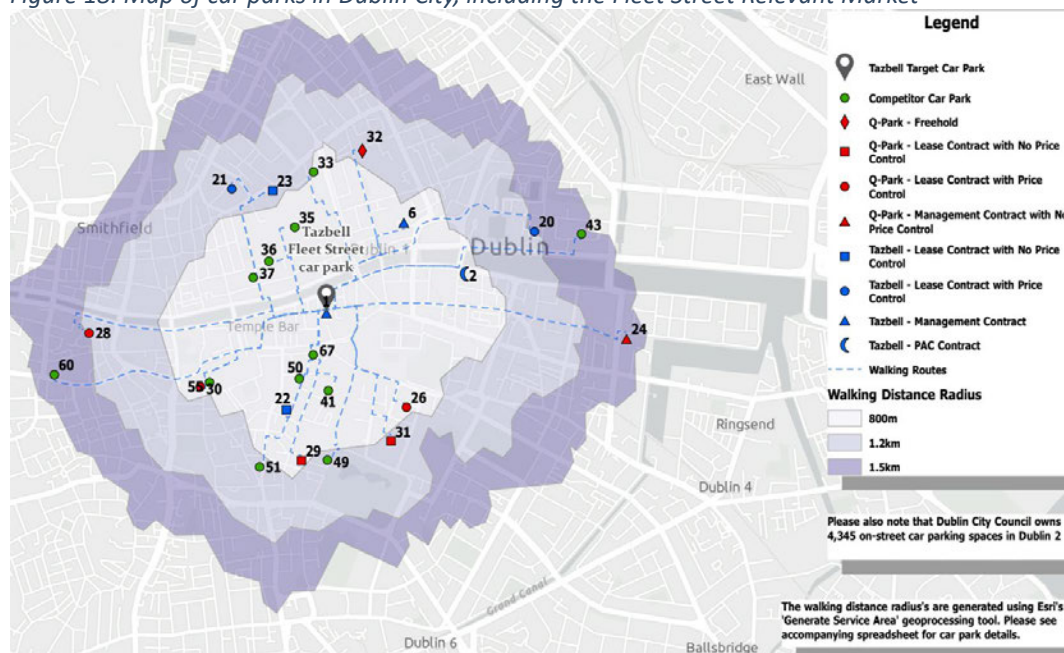 Figure 18: Map of car parks in Dublin City, including the Fleet Street Relevant Market
Legend
Tazbell Target Car Park
Competitor Car Park
Q-Park - Freehold
Q-Park - Lease Contract with No Price
Control
Q-Park - Lease Contract with Price
Control
Q-Park - Management Contract with No
Price Control
Tazbell - Lease Contract with No Price
Control
Tazbell - Lease Contract with Price
Control
Tazbell - Management Contract
Tazbell - PAC Contract
Walking Routes
Walking Distance Radius
800m
1.2km
1.5km
Please also note that Dublin City Council owns
4,345 on-street car parking spaces in Dublin 2
The walking distance radius's are generated using Esri's
'Generate Service Area' geoprocessing tool. Please see
accompanying spreadsheet for car park details.
East Wall
32
33
21
23
6
20
43
Smithfield
35
Dublin 1
Dublin
Tazbell
Fleet Street
car park
36
37
2
1
Temple Bar
28
24
67
60
50
30
41
22
26
Ringsend
31
29
49
51
Dublin 4
Grand Canal
Dublin 6
Ballsbridge